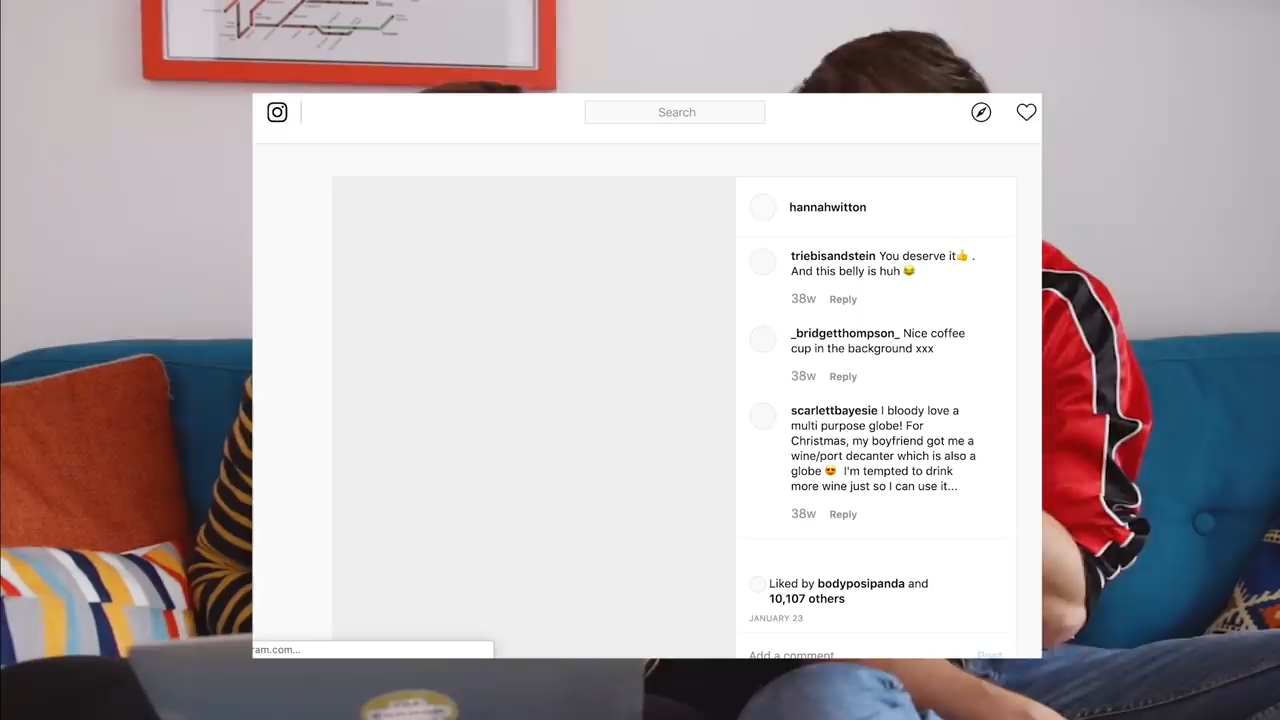 Search
hannahwitton
triebisandstein You deserve it👍 .
And this belly is huh 😂
38w Reply
_bridgetthompson_ Nice coffee
cup in the background xxx
38w Reply
scarlettbayesie I bloody love a
multi purpose globe! For
Christmas, my boyfriend got me a
wine/port decanter which is also a
globe 😍 I'm tempted to drink
more wine just so I can use it...
38w Reply
Liked by bodyposipanda and
10,107 others
JANUARY 23
Add a comment Post
ram.com...